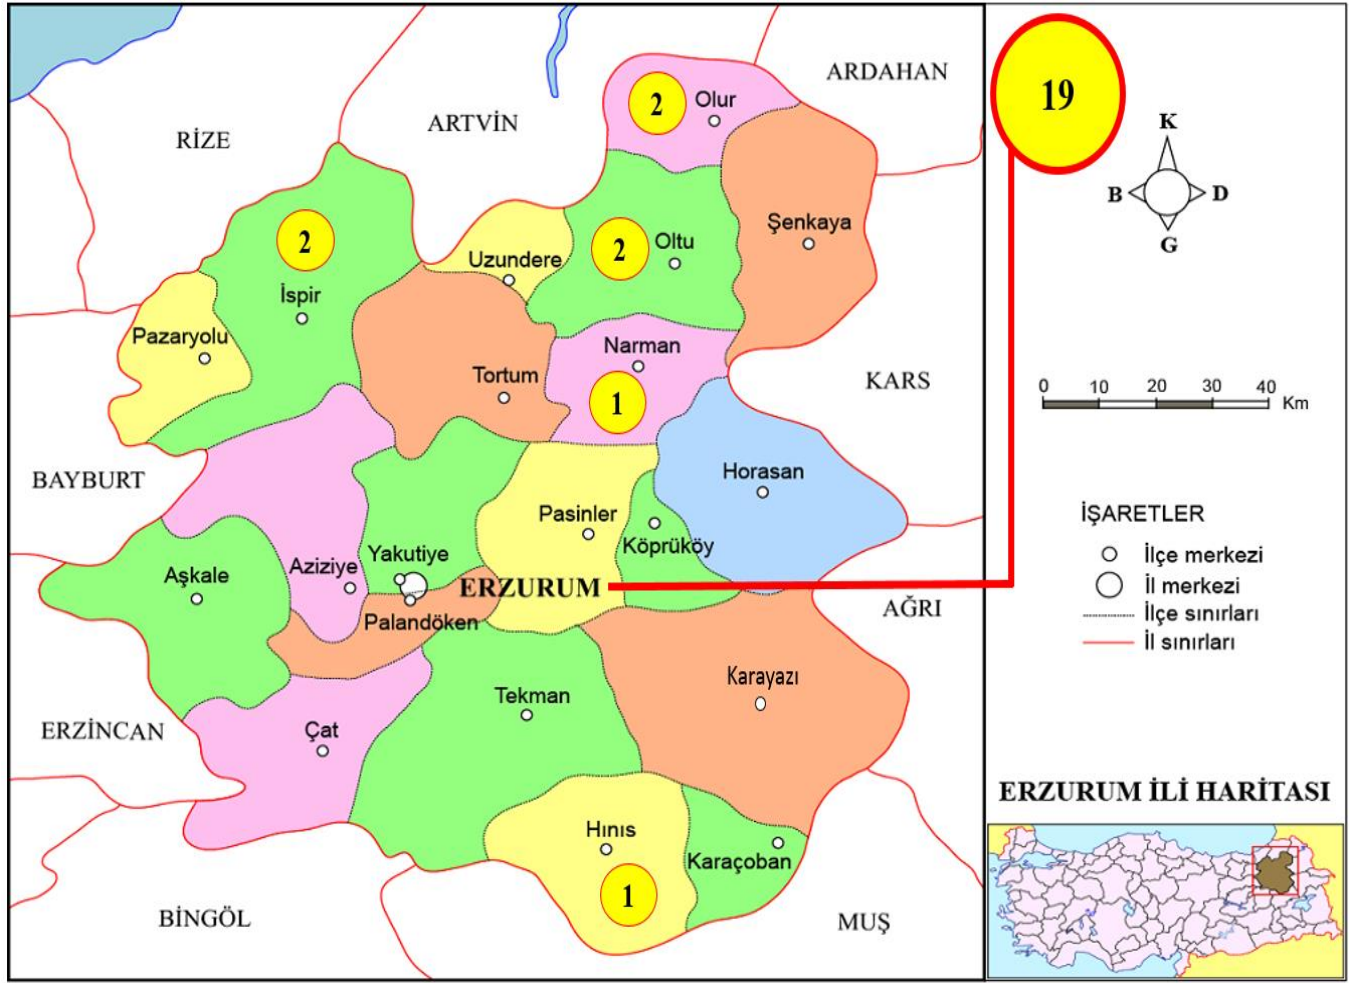 ARDAHAN
19
2
Olur
ARTVİN
RİZE
K
B
D
G
2
İspir
Uzundere
2
Oltu
Şenkaya
Pazaryolu
Narman
1
Tortum
KARS
0 10 20 30 40
Km
BAYBURT
Horasan
Pasinler
Köprüköy
İŞARETLER
İlçe merkezi
İl merkezi
İlçe sınırları
İl sınırları
Aşkale
Aziziye
Yakutiye
ERZURUM
Palandöken
AĞRI
Karayazı
Tekman
ERZİNCAN
Çat
ERZURUM İLİ HARİTASI
Hınıs
1
Karaçoban
BİNGÖL
MUŞ